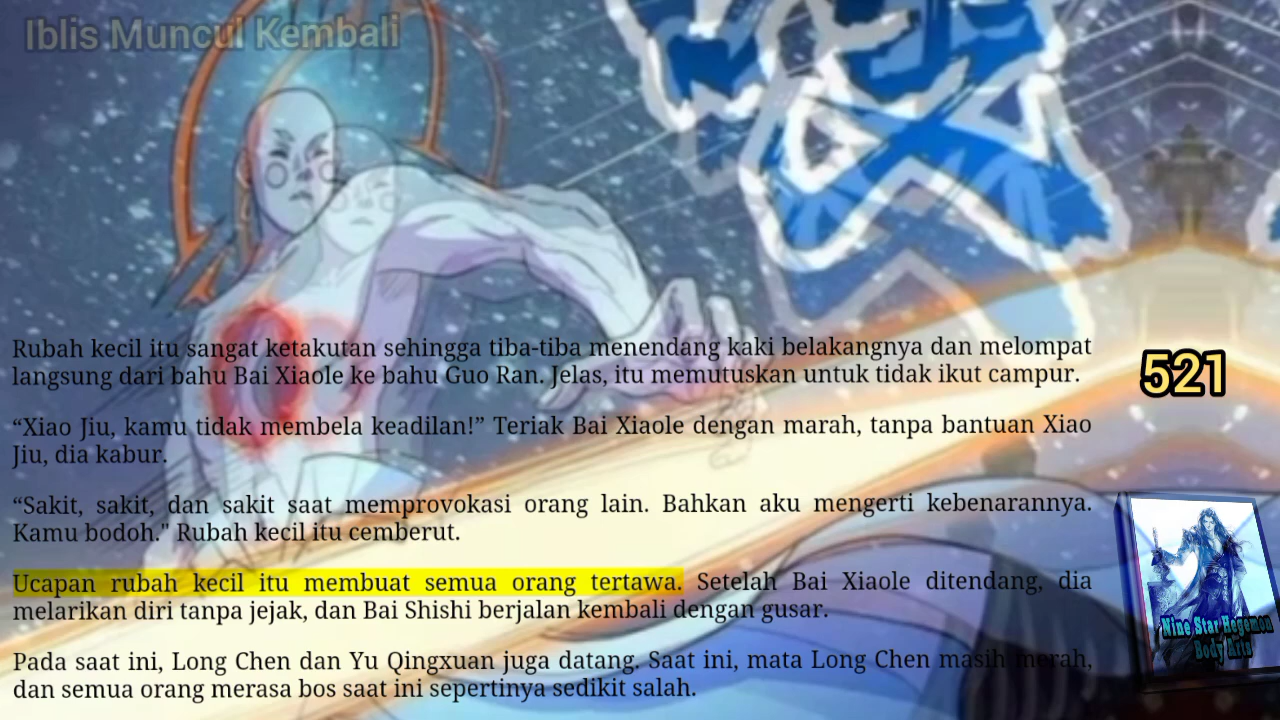 Iblis Muncul Kembali
Rubah kecil itu sangat ketakutan sehingga tiba-tiba menendang kaki belakangnya dan melompat
langsung dari bahu Bai Xiaole ke bahu Guo Ran. Jelas, itu memutuskan untuk tidak ikut campur.
“Xiao Jiu, kamu tidak membela keadilan!” Teriak Bai Xiaole dengan marah, tanpa bantuan Xiao
Jiu, dia kabur.
“Sakit, sakit, dan sakit saat memprovokasi orang lain. Bahkan aku mengerti kebenarannya.
Kamu bodoh." Rubah kecil itu cemberut.
Ucapan rubah kecil itu membuat semua orang tertawa. Setelah Bai Xiaole ditendang, dia
melarikan diri tanpa jejak, dan Bai Shishi berjalan kembali dengan gusar.
Pada saat ini, Long Chen dan Yu Qingxuan juga datang. Saat ini, mata Long Chen masih merah,
dan semua orang merasa bos saat ini sepertinya sedikit salah.
521
Nine Star Hegemon
Body Arts